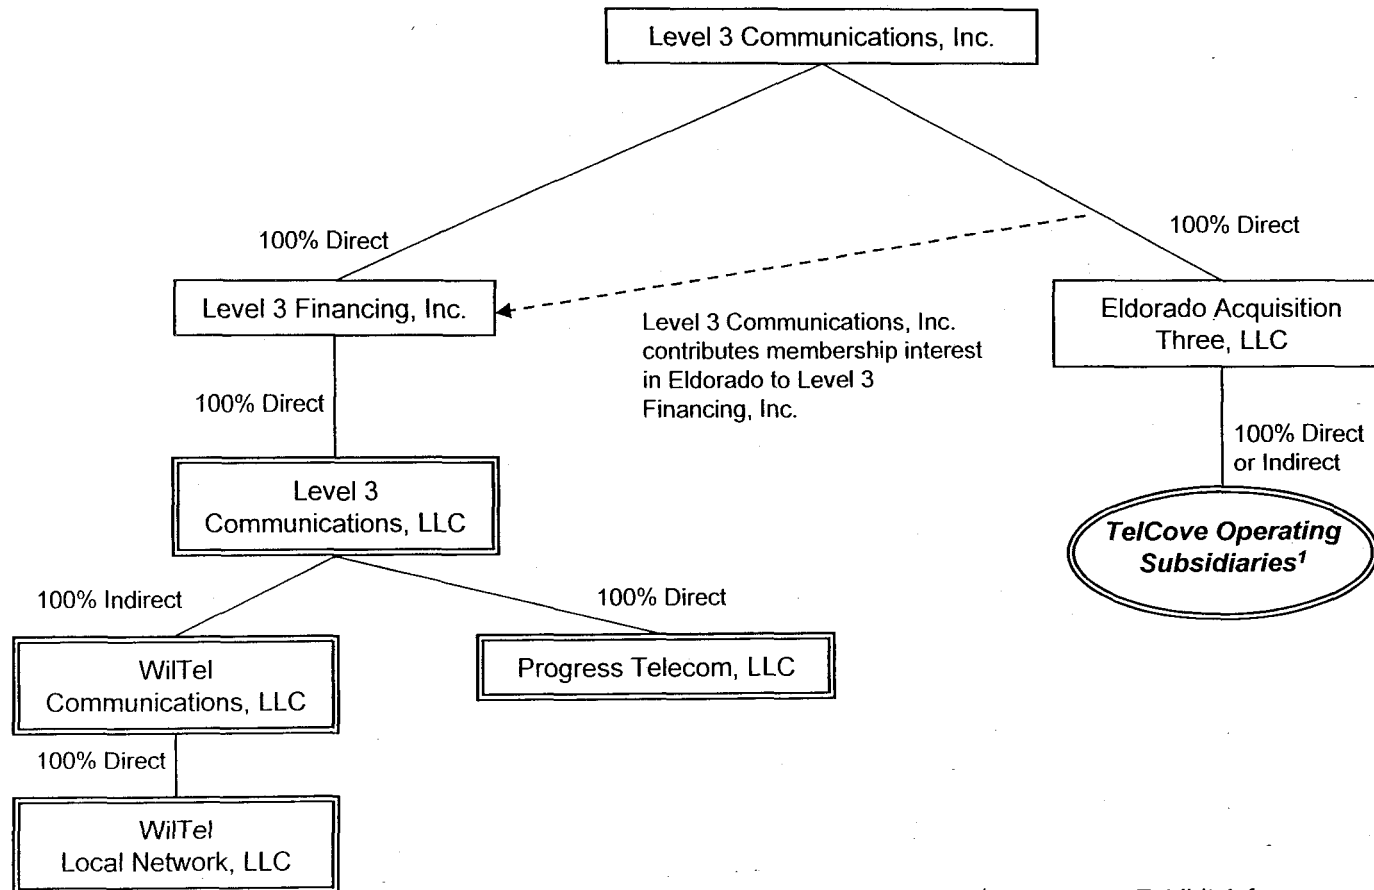 Level 3 Communications, Inc.
100% Direct
100% Direct
Level 3 Financing, Inc.
Eldorado Acquisition
Three, LLC
Level 3 Communications, Inc.
contributes membership interest
in Eldorado to Level 3
Financing, Inc.
100% Direct
100% Direct
or Indirect
Level 3
Communications, LLC
TelCove Operating
Subsidiaries¹
100% Indirect
100% Direct
WilTel
Communications, LLC
Progress Telecom, LLC
100% Direct
WilTel
Local Network, LLC